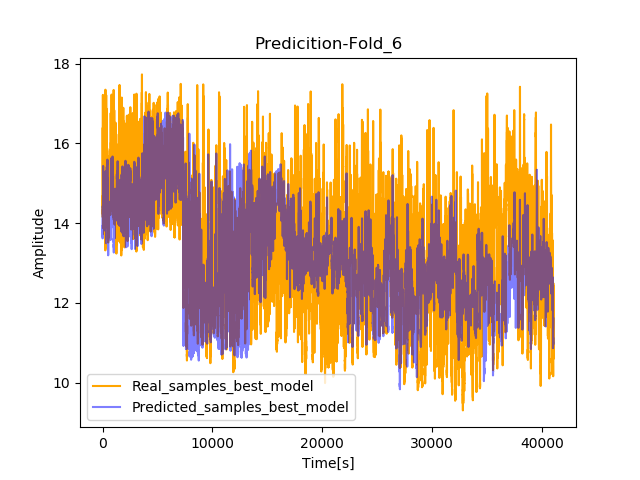 Predicition-Fold_6
18
16
14
12
10
Amplitude
Real_samples_best_model
Predicted_samples_best_model
0
10000
20000
30000
40000
Time[s]